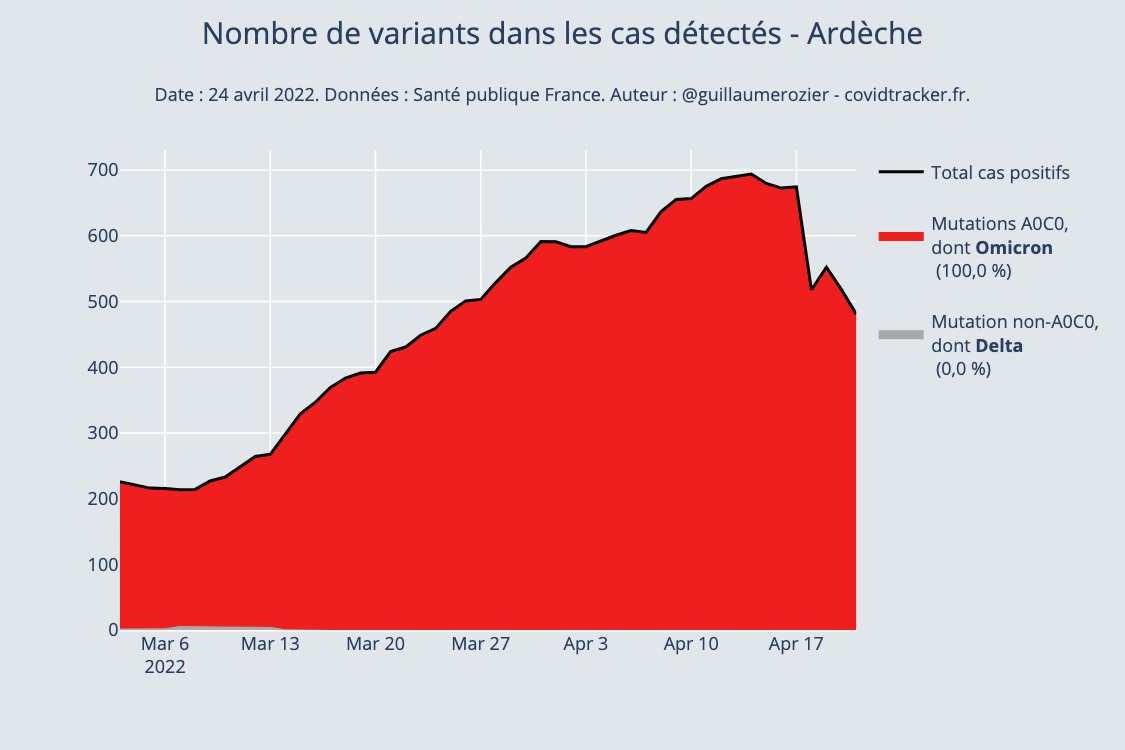 Nombre de variants dans les cas détectés - Ardèche
Date : 24 avril 2022. Données : Santé publique France. Auteur : @guillaumerozier - covidtracker.fr.
700
600
500
400
300
200
100
0
Mar 6
2022
Mar 13
Mar 20
Mar 27
Apr 3
Apr 10
Apr 17
Total cas positifs
Mutations A0C0,
dont Omicron
(100,0 %)
Mutation non-A0C0,
dont Delta
(0,0 %)